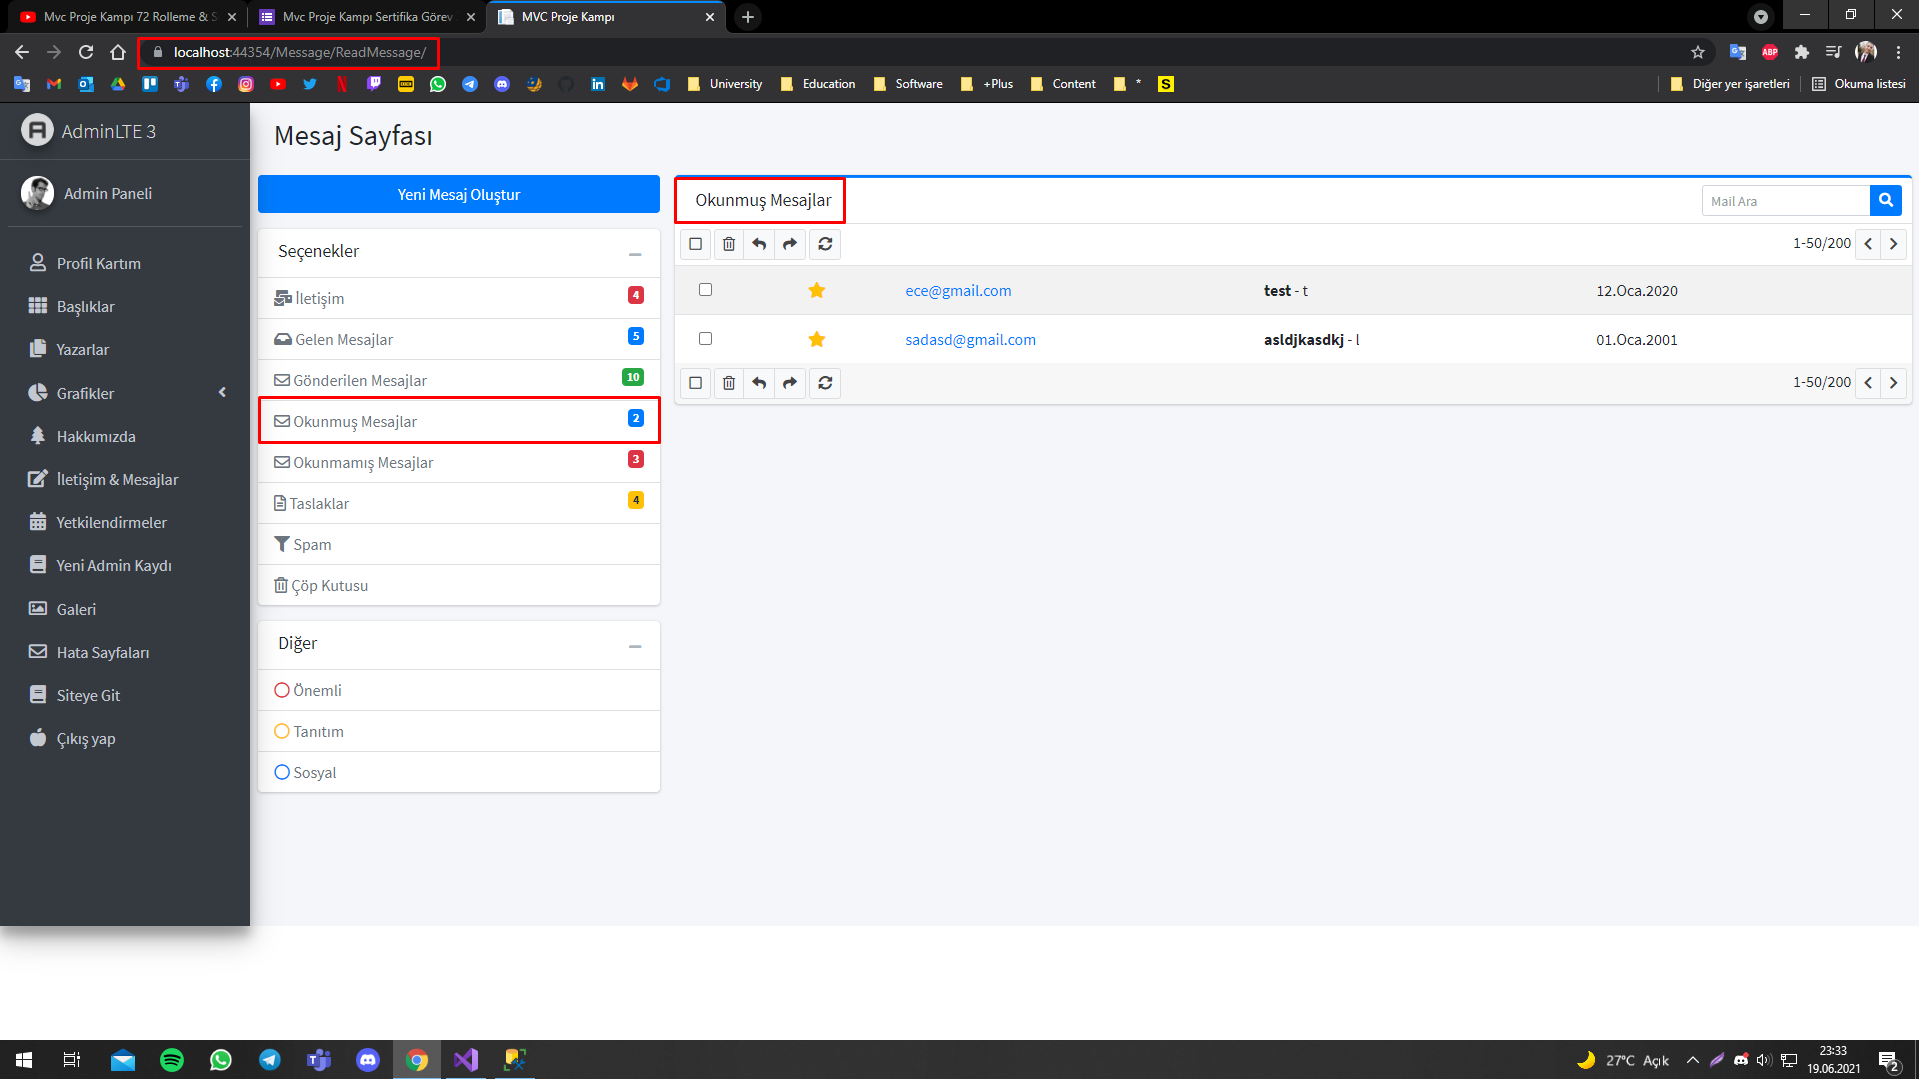 Mvc Proje Kampı 72 Rolleme & S
Mvc Proje Kampı Sertifika Görev
MVC Proje Kampı
localhost:44354/Message/ReadMessage/
ABP
University
Education
Software
+Plus
Content
*
S
Diğer yer işaretleri
Okuma listesi
AdminLTE 3
Admin Paneli
Profil Kartım
Başlıklar
Yazarlar
Grafikler
Hakkımızda
İletişim & Mesajlar
Yetkilendirmeler
Yeni Admin Kaydı
Galeri
Hata Sayfaları
Siteye Git
Çıkış yap
Mesaj Sayfası
Yeni Mesaj Oluştur
Seçenekler
İletişim 4
Gelen Mesajlar 5
Gönderilen Mesajlar 10
Okunmuş Mesajlar 2
Okunmamış Mesajlar 3
Taslaklar 4
Spam
Çöp Kutusu
Diğer
Önemli
Tanıtım
Sosyal
Okunmuş Mesajlar
Mail Ara
1-50/200
ece@gmail.com test - t 12.Oca.2020
sadasd@gmail.com asldjkasdkj - l 01.Oca.2001
1-50/200
27°C Açık
23:33
19.06.2021
2